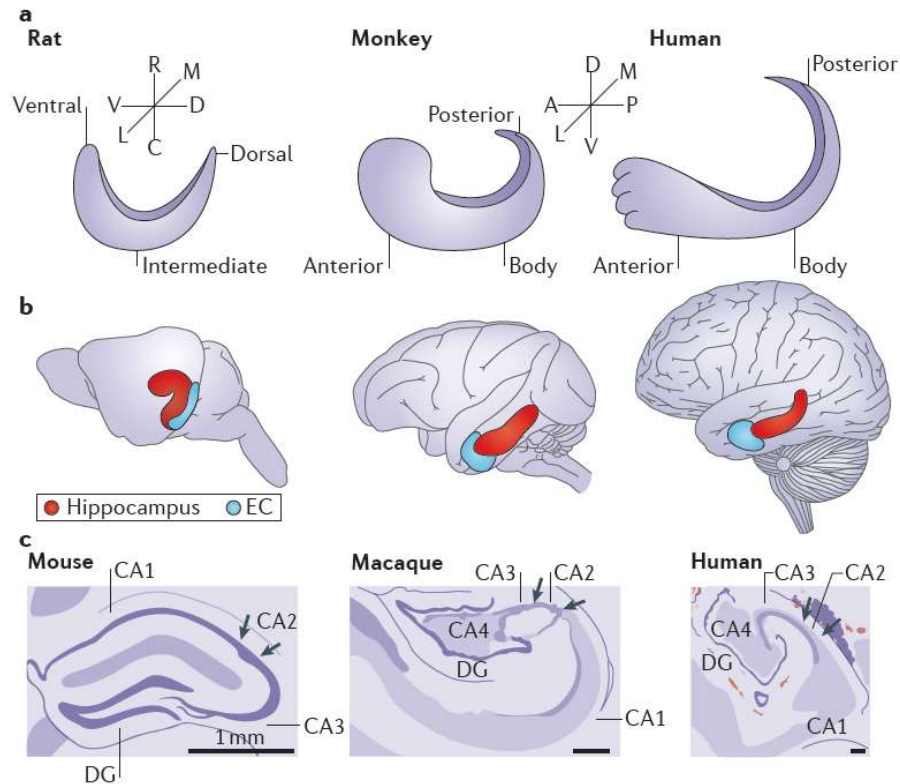 a
Rat
Monkey
Human
R
M
V
D
L
C
Ventral
Dorsal
Intermediate
D
M
A
P
L
V
Posterior
Anterior
Body
Posterior
Anterior
Body
b
Hippocampus
EC
c
Mouse
Macaque
Human
CA1
CA2
CA3
DG
1 mm
CA3
CA2
CA4
DG
CA1
CA3
CA2
CA4
DG
CA1